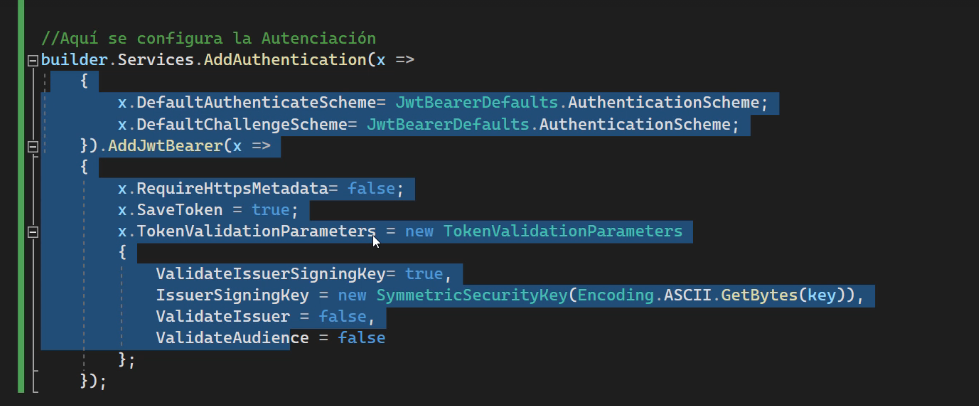 //Aquí se configura la Autenciación
builder.Services.AddAuthentication(x =>
{
x.DefaultAuthenticateScheme= JwtBearerDefaults.AuthenticationScheme;
x.DefaultChallengeScheme= JwtBearerDefaults.AuthenticationScheme;
}).AddJwtBearer(x =>
{
x.RequireHttpsMetadata= false;
x.SaveToken = true;
x.TokenValidationParameters = new TokenValidationParameters
{
ValidateIssuerSigningKey= true,
IssuerSigningKey = new SymmetricSecurityKey(Encoding.ASCII.GetBytes(key)),
ValidateIssuer = false,
ValidateAudience = false
};
});